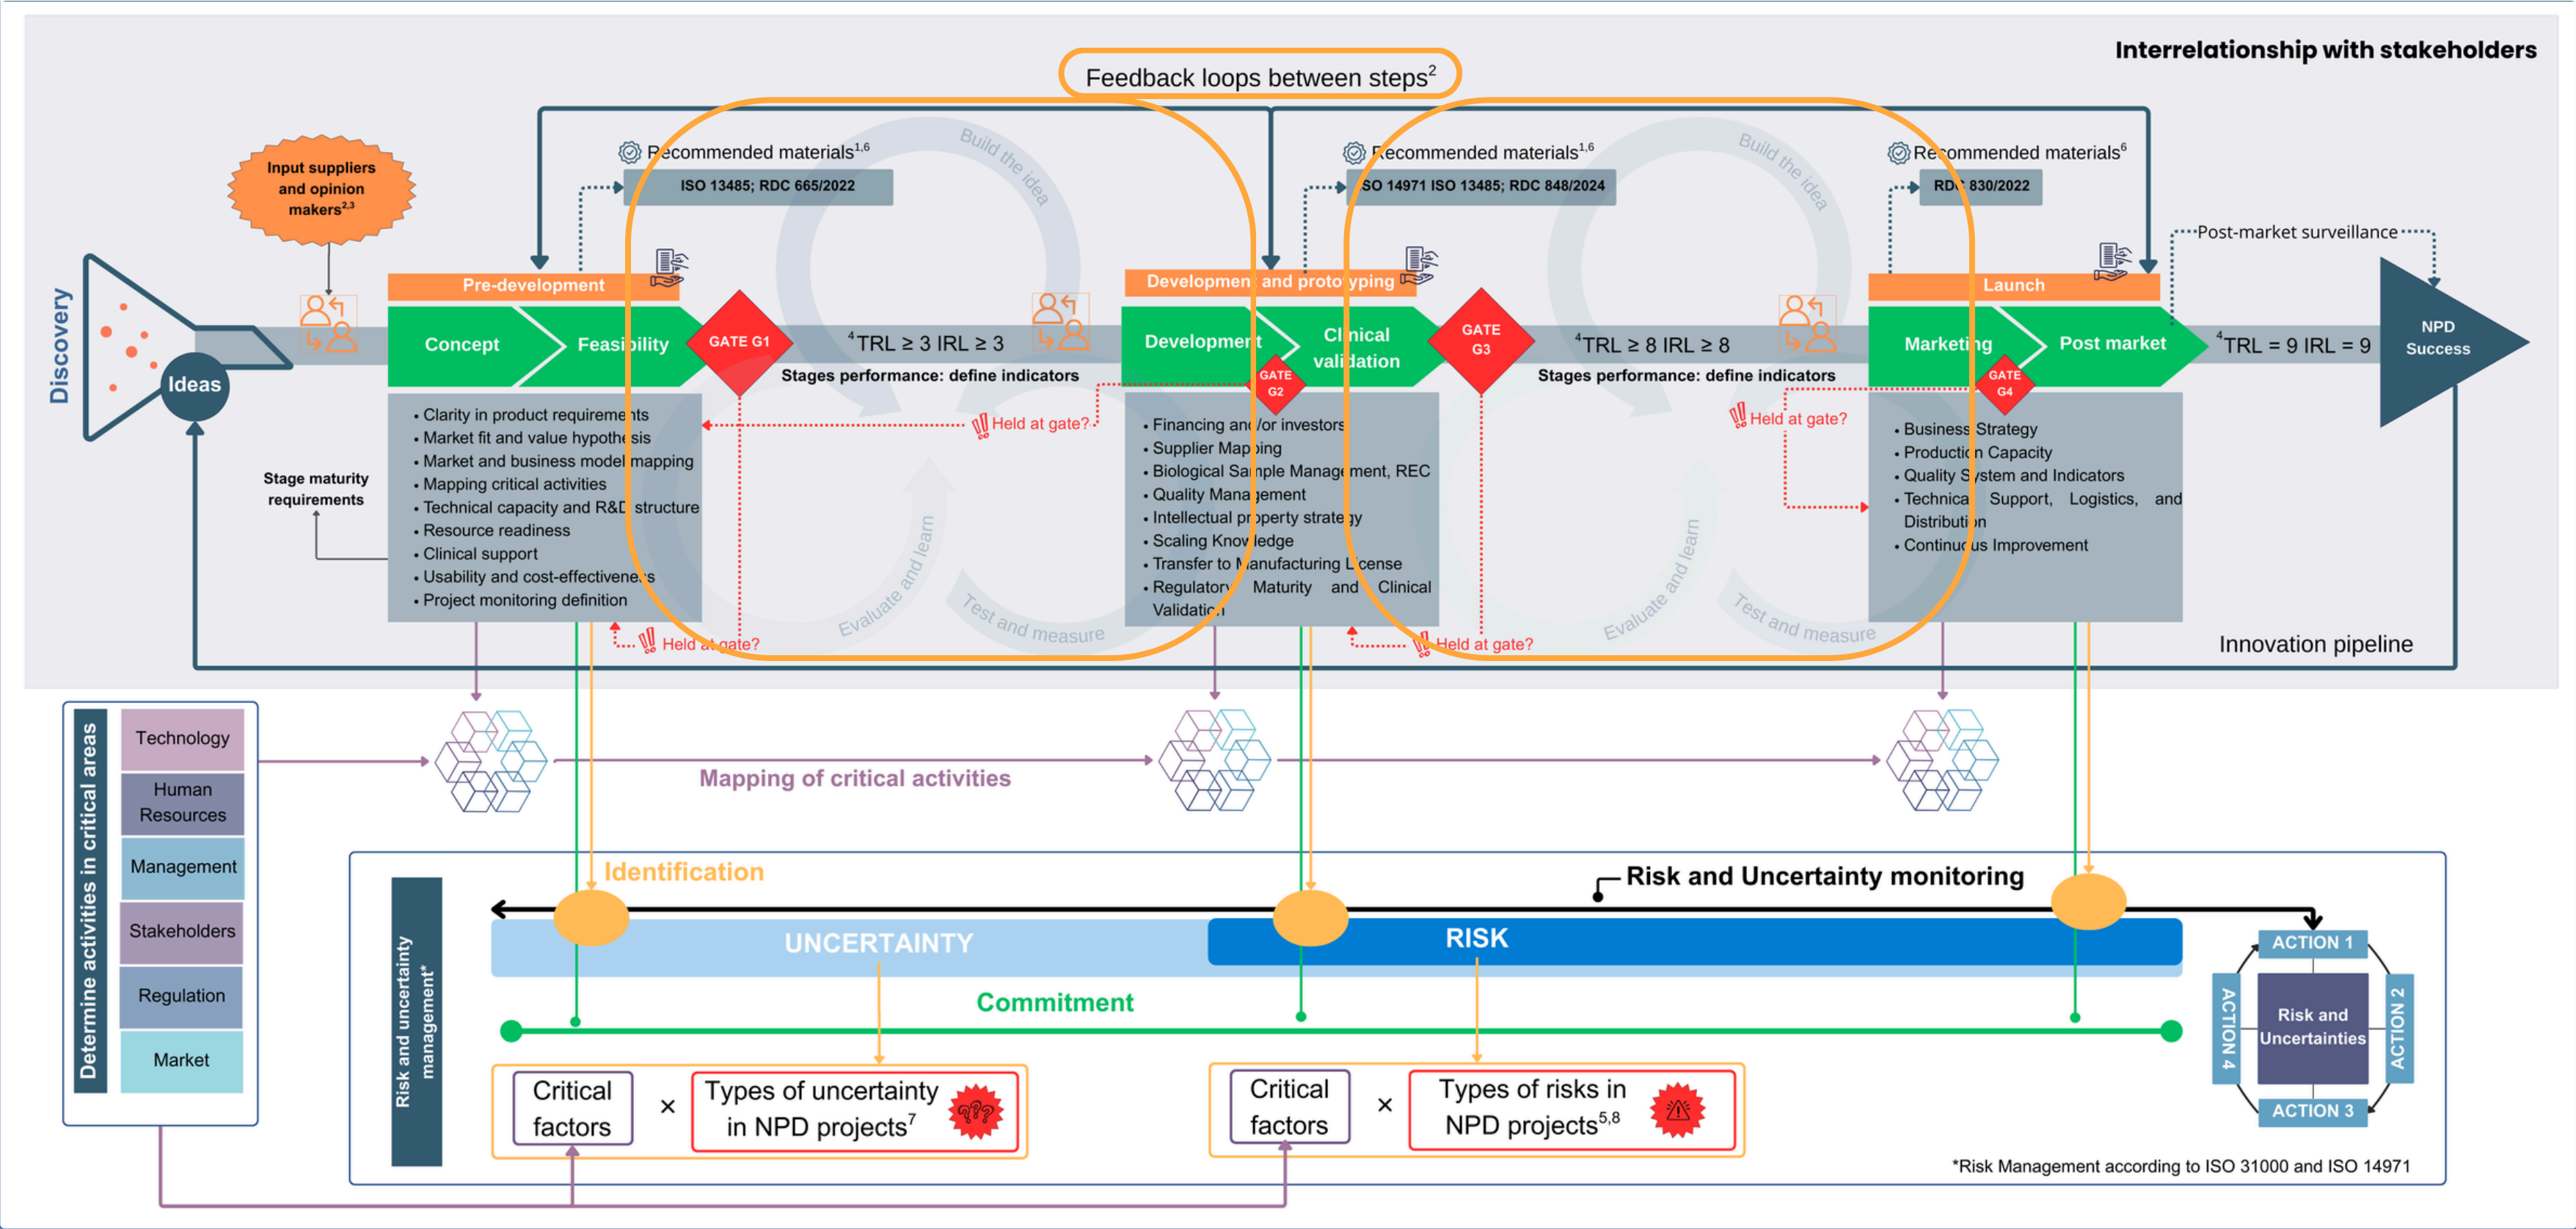 Interrelationship with stakeholders
Feedback loops between steps2
Input suppliers
and opinion
makers2,3
Recommended materials1,6
ISO 13485; RDC 665/2022
Build the idea
Recommended materials1,6
ISO 14971 ISO 13485; RDC 848/2024
Build the idea
Recommended materials6
RDC 830/2022
Post-market surveillance
Discovery
Ideas
Pre-development
Concept
Feasibility
GATE G1
4TRL ≥ 3 IRL ≥ 3
Stages performance: define indicators
Development and prototyping
Development
Clinical
validation
GATE
G2
GATE
G3
4TRL ≥ 8 IRL ≥ 8
Stages performance: define indicators
Launch
Marketing
Post market
GATE
G4
4TRL = 9 IRL = 9
NPD
Success
• Clarity in product requirements
• Market fit and value hypothesis
• Market and business model mapping
• Mapping critical activities
• Technical capacity and R&D structure
• Resource readiness
• Clinical support
• Usability and cost-effectiveness
• Project monitoring definition
Stage maturity
requirements
Held at gate?
Held at gate?
Evaluate and learn
Test and measure
• Financing and/or investors
• Supplier Mapping
• Biological Sample Management, REC
• Quality Management
• Intellectual property strategy
• Scaling Knowledge
• Transfer to Manufacturing License
• Regulatory Maturity and Clinical
Validation
Held at gate?
Held at gate?
Evaluate and learn
Test and measure
• Business Strategy
• Production Capacity
• Quality System and Indicators
• Technical Support, Logistics, and
Distribution
• Continuous Improvement
Innovation pipeline
Determine activities in critical areas
Technology
Human
Resources
Management
Stakeholders
Regulation
Market
Mapping of critical activities
Risk and uncertainty
management*
Identification
Risk and Uncertainty monitoring
UNCERTAINTY
RISK
Commitment
Critical
factors
×
Types of uncertainty
in NPD projects7
???
Critical
factors
×
Types of risks in
NPD projects5,8
ACTION 1
ACTION 2
ACTION 3
ACTION 4
Risk and
Uncertainties
*Risk Management according to ISO 31000 and ISO 14971